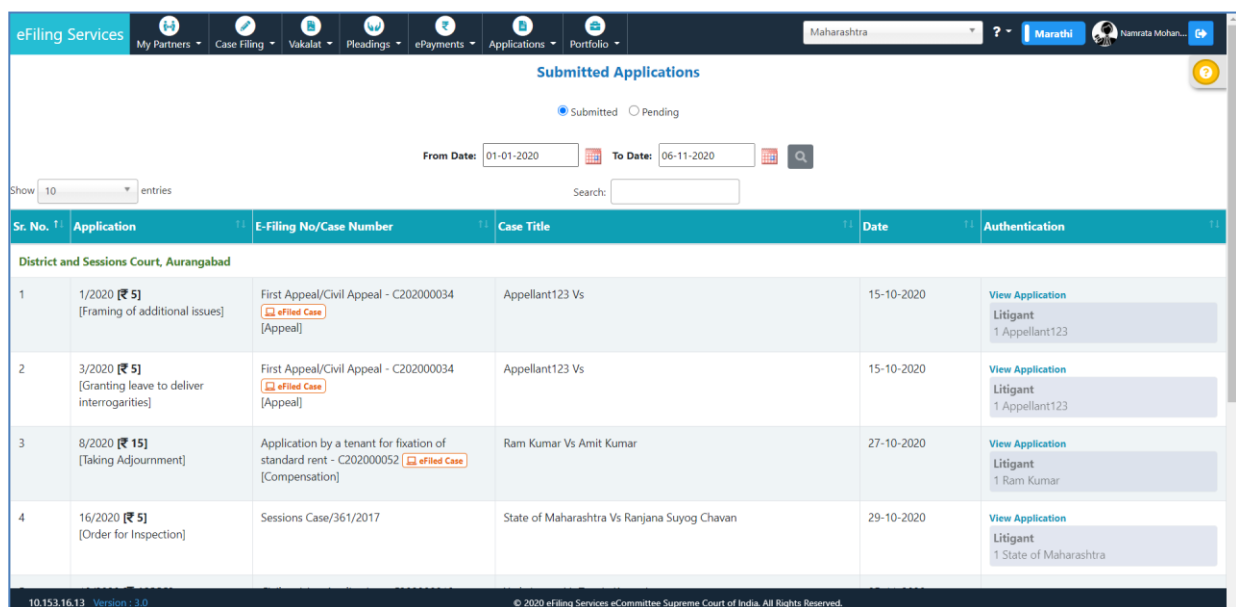 eFiling Services My Partners Case Filing Vakalat Pleadings ePayments Applications Portfolio Maharashtra ? Marathi Namrata Mohan...
Submitted Applications
Submitted Pending
From Date: 01-01-2020 To Date: 06-11-2020
Show 10 entries Search:
Sr. No. Application E-Filing No/Case Number Case Title Date Authentication
District and Sessions Court, Aurangabad
1 1/2020 [₹ 5] First Appeal/Civil Appeal - C202000034 Appellant123 Vs 15-10-2020 View Application
[Framing of additional issues] eFiled Case Litigant
[Appeal] 1 Appellant123
2 3/2020 [₹ 5] First Appeal/Civil Appeal - C202000034 Appellant123 Vs 15-10-2020 View Application
[Granting leave to deliver eFiled Case Litigant
interrogarities] [Appeal] 1 Appellant123
3 8/2020 [₹ 15] Application by a tenant for fixation of Ram Kumar Vs Amit Kumar 27-10-2020 View Application
[Taking Adjournment] standard rent - C202000052 eFiled Case Litigant
[Compensation] 1 Ram Kumar
4 16/2020 [₹ 5] Sessions Case/361/2017 State of Maharashtra Vs Ranjana Suyog Chavan 29-10-2020 View Application
[Order for Inspection] Litigant
1 State of Maharashtra
10.153.16.13 Version : 3.0 © 2020 eFiling Services eCommittee Supreme Court of India. All Rights Reserved.